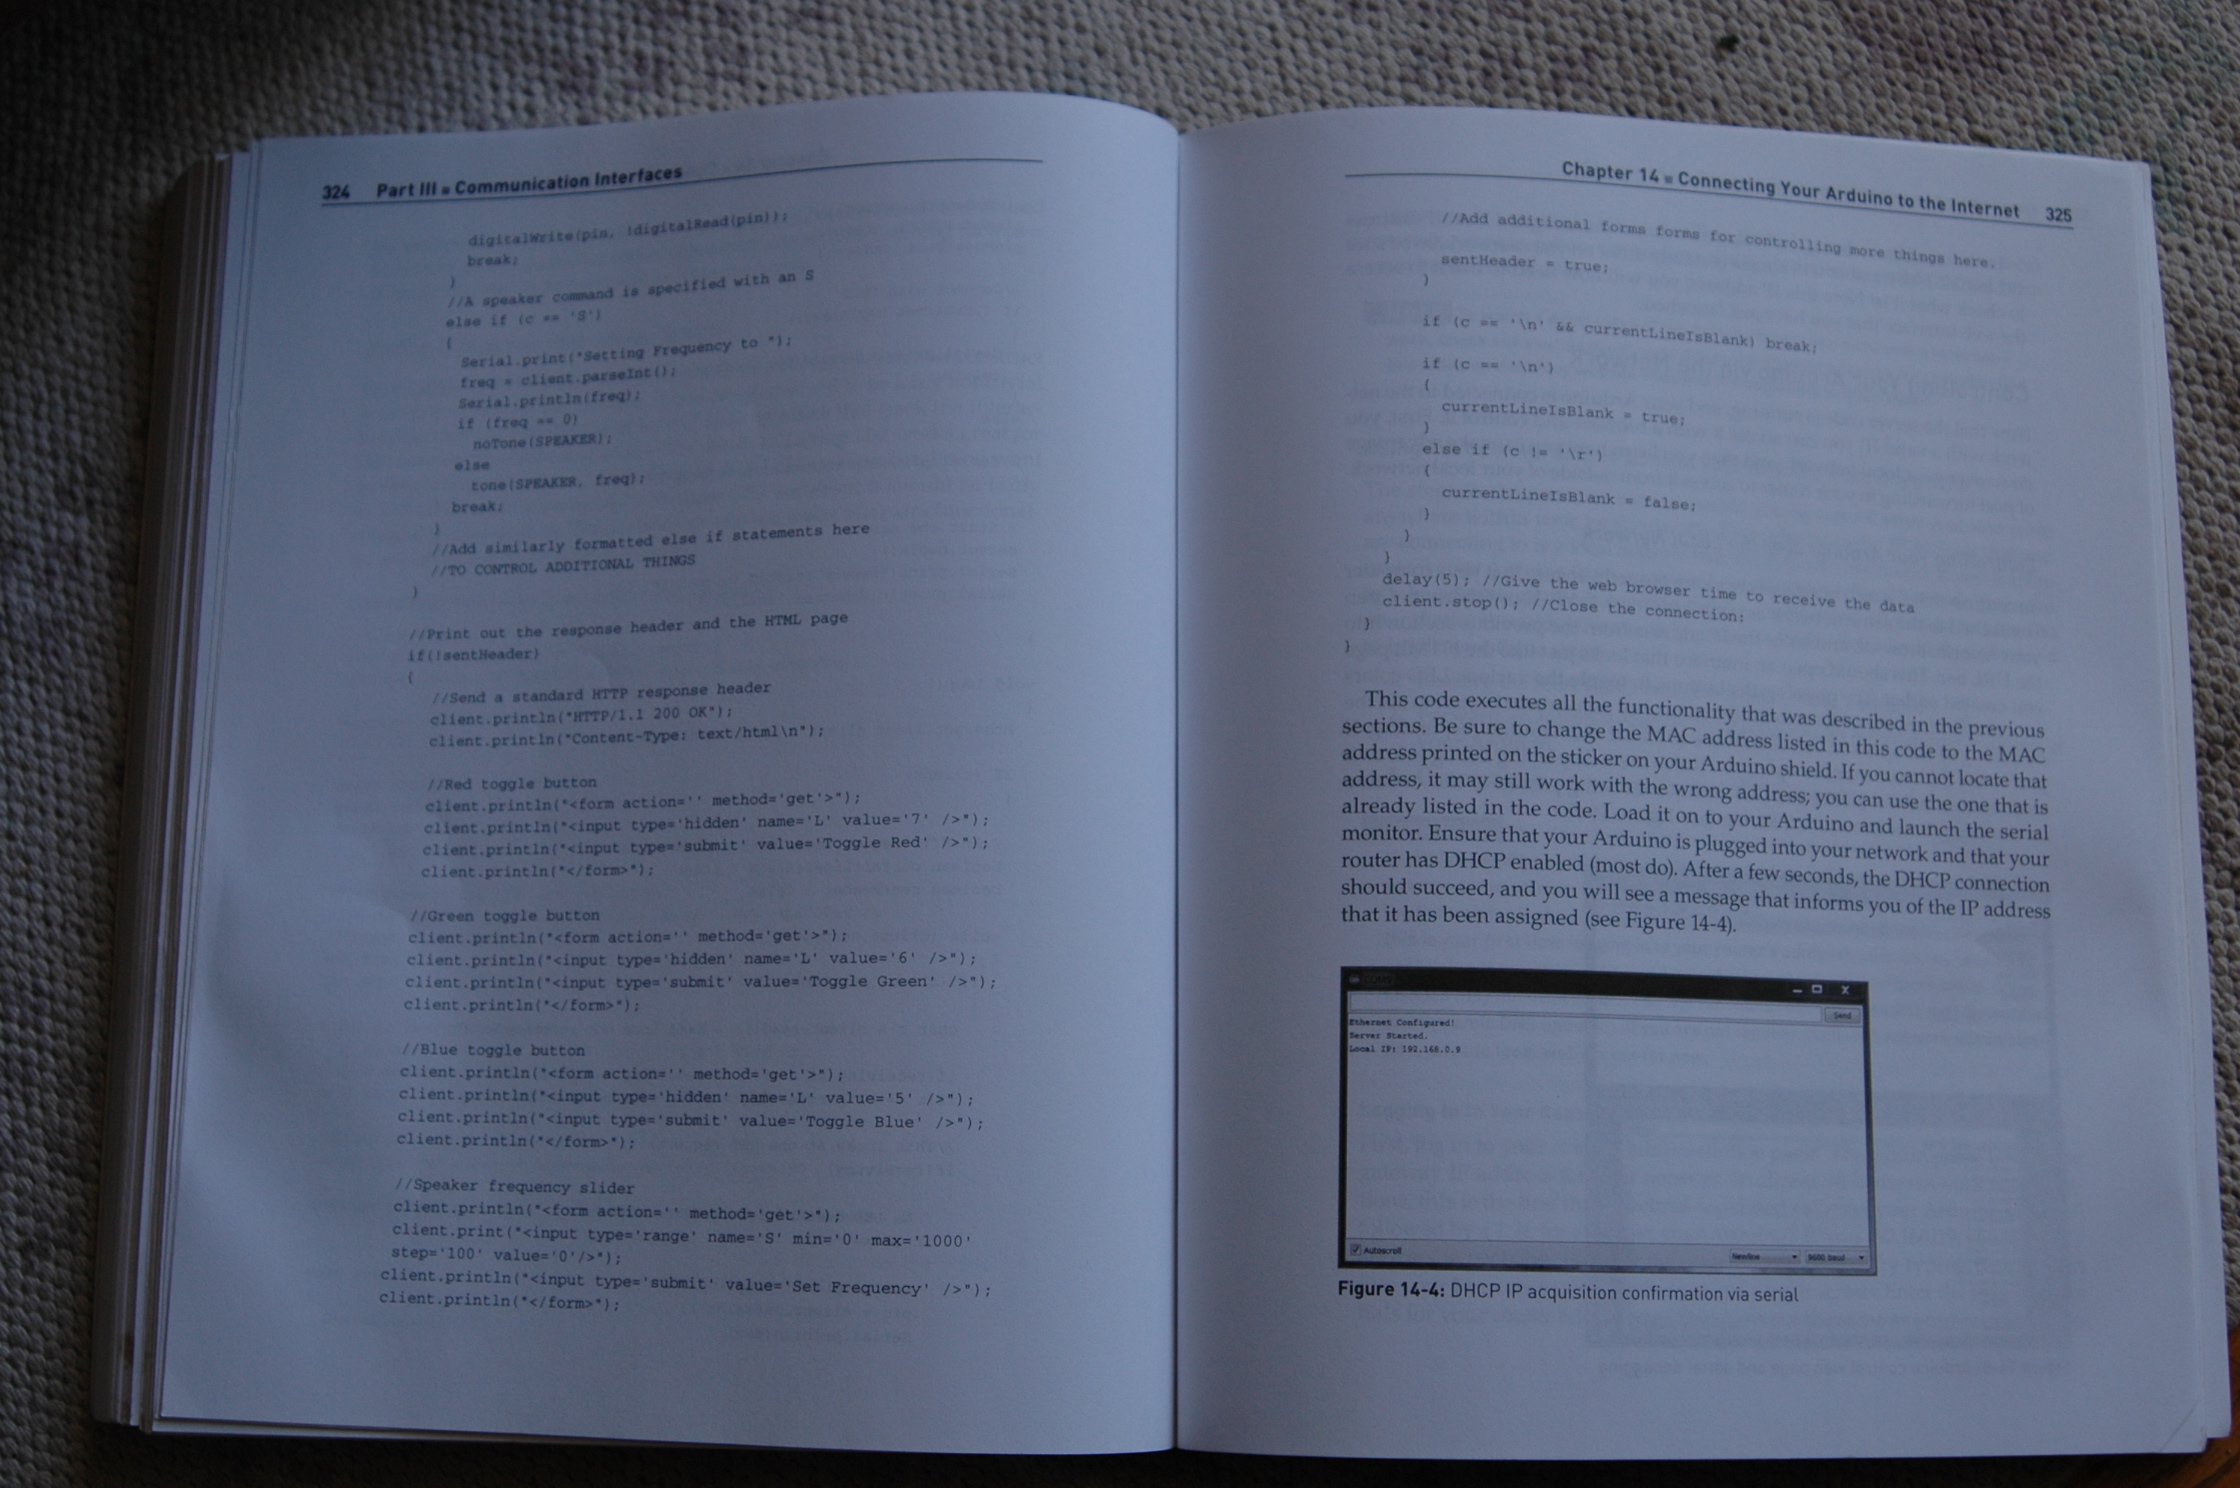 324 Part III ■ Communication Interfaces
digitalWrite(pin, !digitalRead(pin));
break;
}
//A speaker command is specified with an S
else if (c == 'S')
{
Serial.print("Setting Frequency to ");
freq = client.parseInt();
Serial.println(freq);
if (freq == 0)
noTone(SPEAKER);
else
tone(SPEAKER, freq);
break;
}
//Add similarly formatted else if statements here
//TO CONTROL ADDITIONAL THINGS
}
//Print out the response header and the HTML page
if(!sentHeader)
{
//Send a standard HTTP response header
client.println("HTTP/1.1 200 OK");
client.println("Content-Type: text/html\n");
//Red toggle button
client.println("<form action='' method='get'>");
client.println("<input type='hidden' name='L' value='7' />");
client.println("<input type='submit' value='Toggle Red' />");
client.println("</form>");
//Green toggle button
client.println("<form action='' method='get'>");
client.println("<input type='hidden' name='L' value='6' />");
client.println("<input type='submit' value='Toggle Green' />");
client.println("</form>");
//Blue toggle button
client.println("<form action='' method='get'>");
client.println("<input type='hidden' name='L' value='5' />");
client.println("<input type='submit' value='Toggle Blue' />");
client.println("</form>");
//Speaker frequency slider
client.println("<form action='' method='get'>");
client.print("<input type='range' name='S' min='0' max='1000'
step='100' value='0'/>");
client.println("<input type='submit' value='Set Frequency' />");
client.println("</form>");
Chapter 14 ■ Connecting Your Arduino to the Internet 325
//Add additional forms forms for controlling more things here.
sentHeader = true;
}
if (c == '\n' && currentLineIsBlank) break;
if (c == '\n')
{
currentLineIsBlank = true;
}
else if (c != '\r')
{
currentLineIsBlank = false;
}
}
}
delay(5); //Give the web browser time to receive the data
client.stop(); //Close the connection:
}
}
This code executes all the functionality that was described in the previous
sections. Be sure to change the MAC address listed in this code to the MAC
address printed on the sticker on your Arduino shield. If you cannot locate that
address, it may still work with the wrong address; you can use the one that is
already listed in the code. Load it on to your Arduino and launch the serial
monitor. Ensure that your Arduino is plugged into your network and that your
router has DHCP enabled (most do). After a few seconds, the DHCP connection
should succeed, and you will see a message that informs you of the IP address
that it has been assigned (see Figure 14-4).
Send
Ethernet Configured!
Server Started.
Local IP: 192.168.0.9
Autoscroll
Newline
9600 baud
Figure 14-4: DHCP IP acquisition confirmation via serial